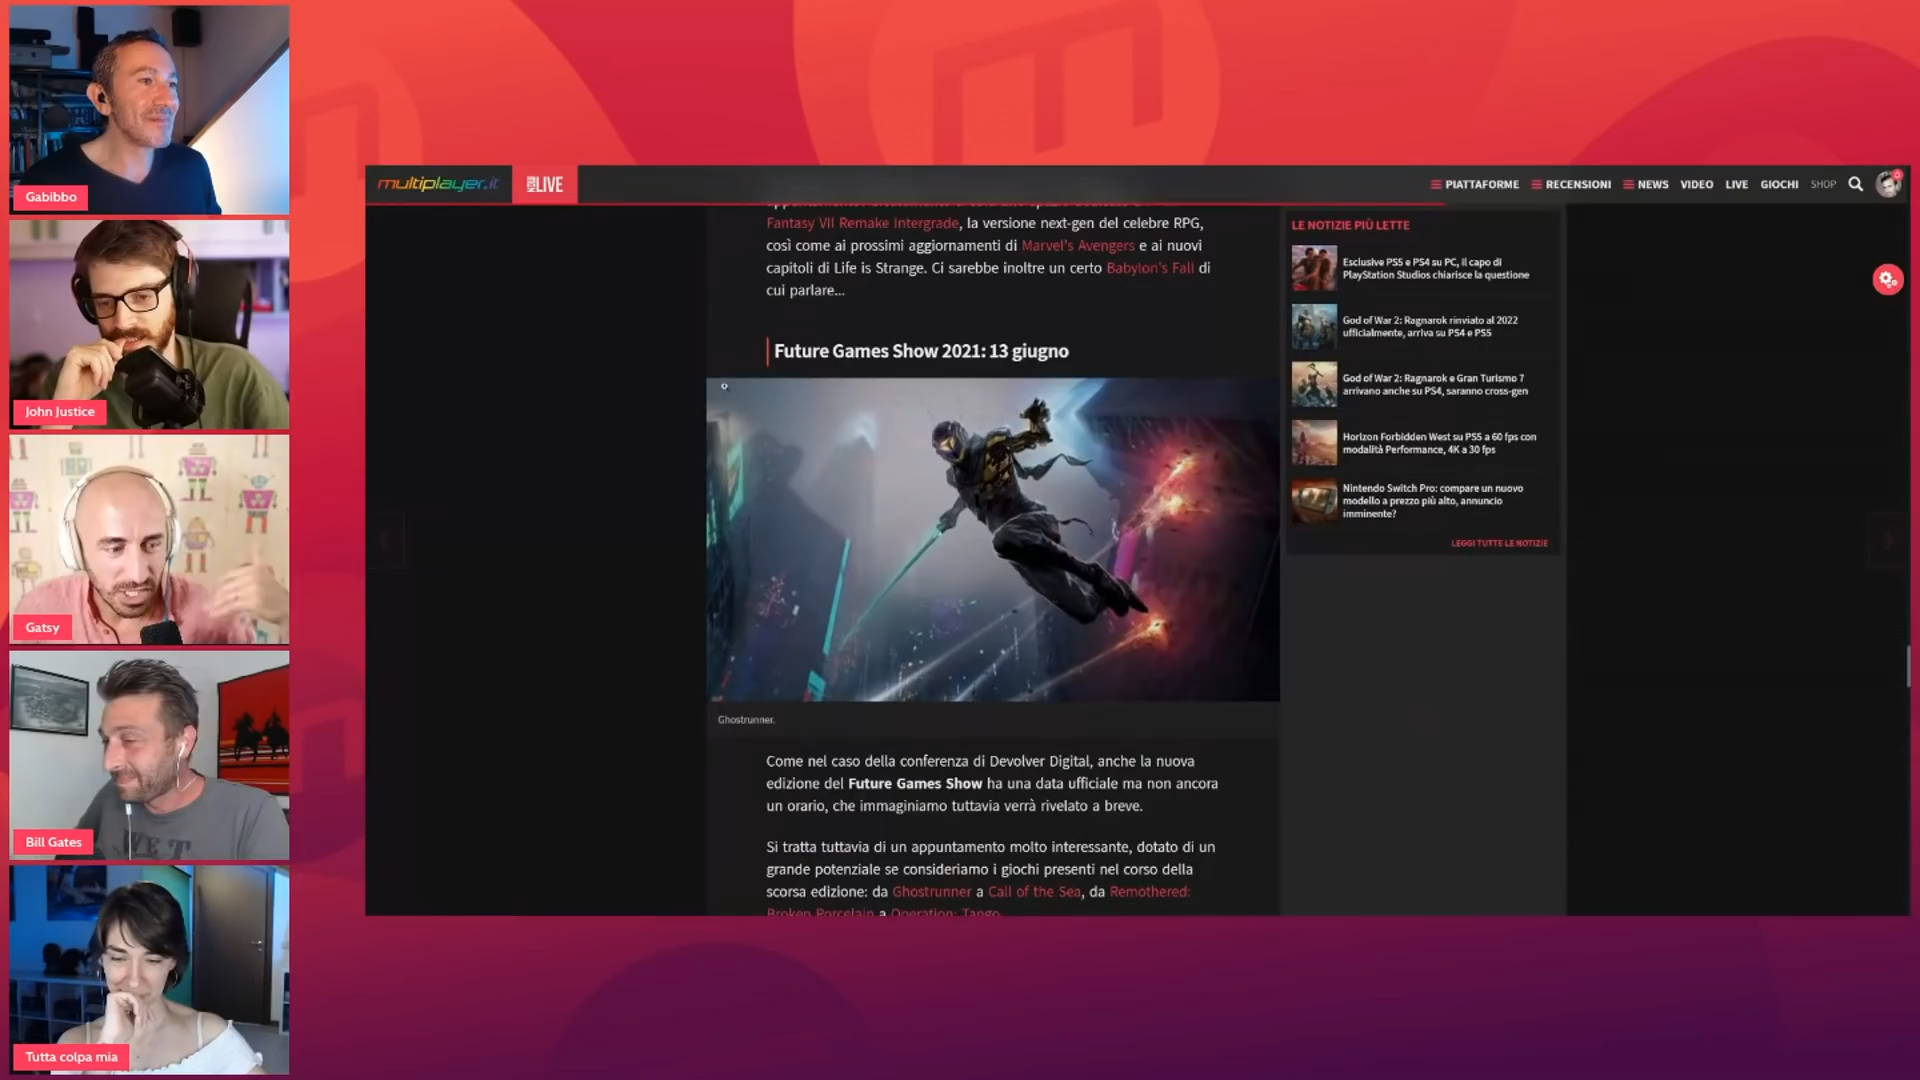 Gabibbo
John Justice
Gatsy
Bill Gates
Tutta colpa mia
multiplayer.it
NOW LIVE
PIATTAFORME
RECENSIONI
NEWS
VIDEO
LIVE
GIOCHI
SHOP
Fantasy VII Remake Intergrade, la versione next-gen del celebre RPG,
così come ai prossimi aggiornamenti di Marvel's Avengers e ai nuovi
capitoli di Life is Strange. Ci sarebbe inoltre un certo Babylon's Fall di
cui parlare...
Future Games Show 2021: 13 giugno
Ghostrunner.
Come nel caso della conferenza di Devolver Digital, anche la nuova
edizione del Future Games Show ha una data ufficiale ma non ancora
un orario, che immaginiamo tuttavia verrà rivelato a breve.
Si tratta tuttavia di un appuntamento molto interessante, dotato di un
grande potenziale se consideriamo i giochi presenti nel corso della
scorsa edizione: da Ghostrunner a Call of the Sea, da Remothered:
Broken Porcelain a Operation: Tango.
LE NOTIZIE PIÙ LETTE
Esclusive PS5 e PS4 su PC, il capo di
PlayStation Studios chiarisce la questione
God of War 2: Ragnarok rinviato al 2022
ufficialmente, arriva su PS4 e PS5
God of War 2: Ragnarok e Gran Turismo 7
arrivano anche su PS4, saranno cross-gen
Horizon Forbidden West su PS5 a 60 fps con
modalità Performance, 4K a 30 fps
Nintendo Switch Pro: compare un nuovo
modello a prezzo più alto, annuncio
imminente?
LEGGI TUTTE LE NOTIZIE